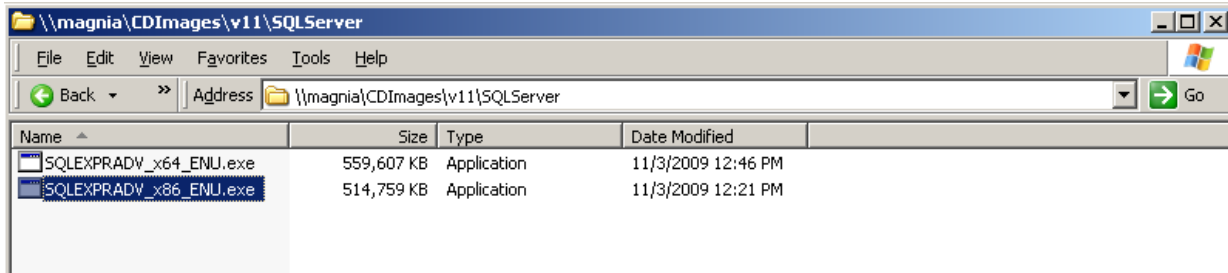 \\magnia\CDImages\v11\SQLServer
File Edit View Favorites Tools Help
Back » Address \\magnia\CDImages\v11\SQLServer Go
Name Size Type Date Modified
SQLEXPRADV_x64_ENU.exe 559,607 KB Application 11/3/2009 12:46 PM
SQLEXPRADV_x86_ENU.exe 514,759 KB Application 11/3/2009 12:21 PM